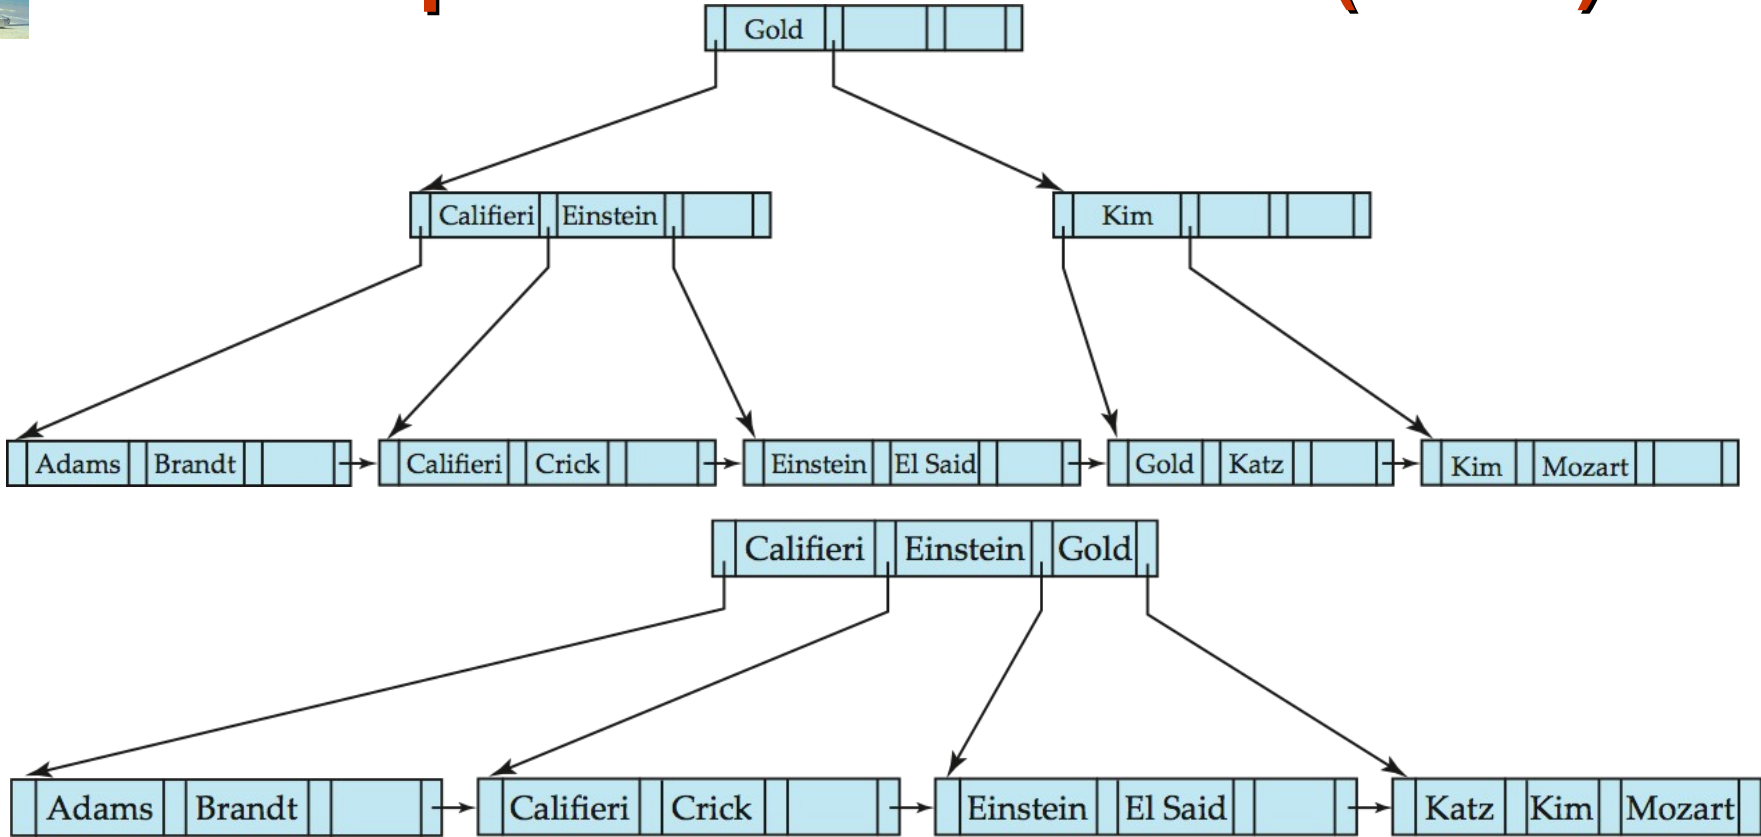 Gold
Califieri Einstein
Kim
Adams Brandt Califieri Crick Einstein El Said Gold Katz Kim Mozart
Califieri Einstein Gold
Adams Brandt Califieri Crick Einstein El Said Katz Kim Mozart